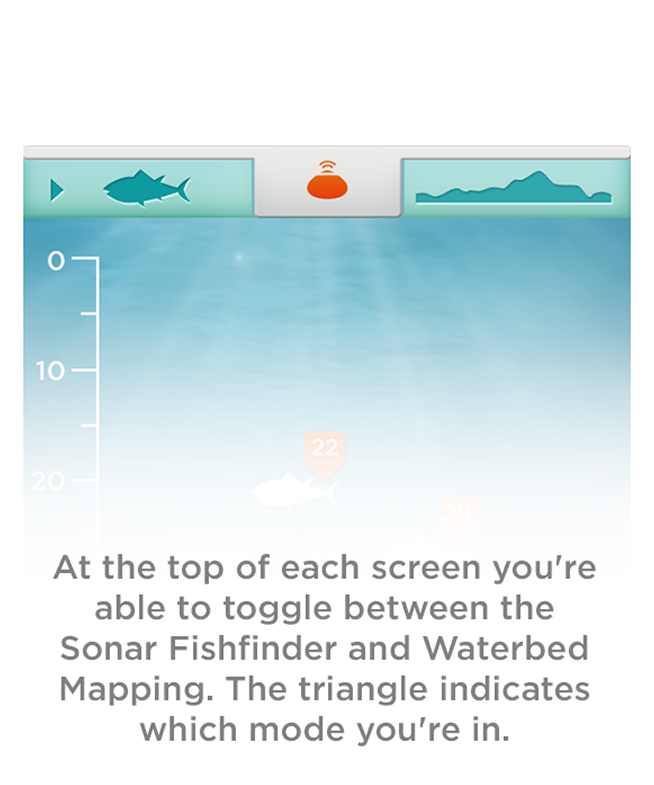 0
10
20
22
29
At the top of each screen you're
able to toggle between the
Sonar Fishfinder and Waterbed
Mapping. The triangle indicates
which mode you're in.